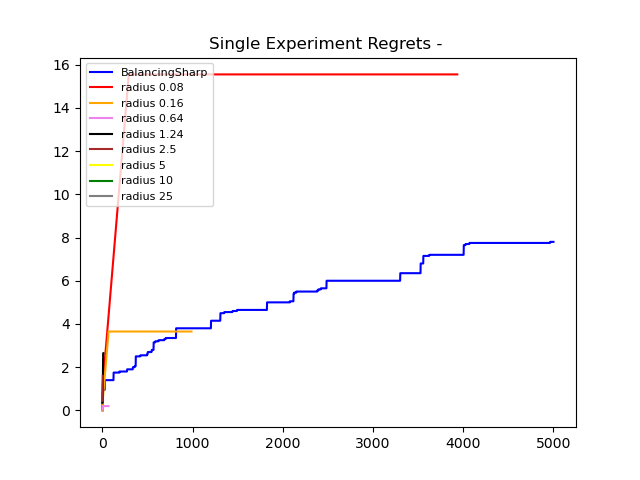 Single Experiment Regrets -
16
14
12
10
8
6
4
2
0
BalancingSharp
radius 0.08
radius 0.16
radius 0.64
radius 1.24
radius 2.5
radius 5
radius 10
radius 25
0 1000 2000 3000 4000 5000